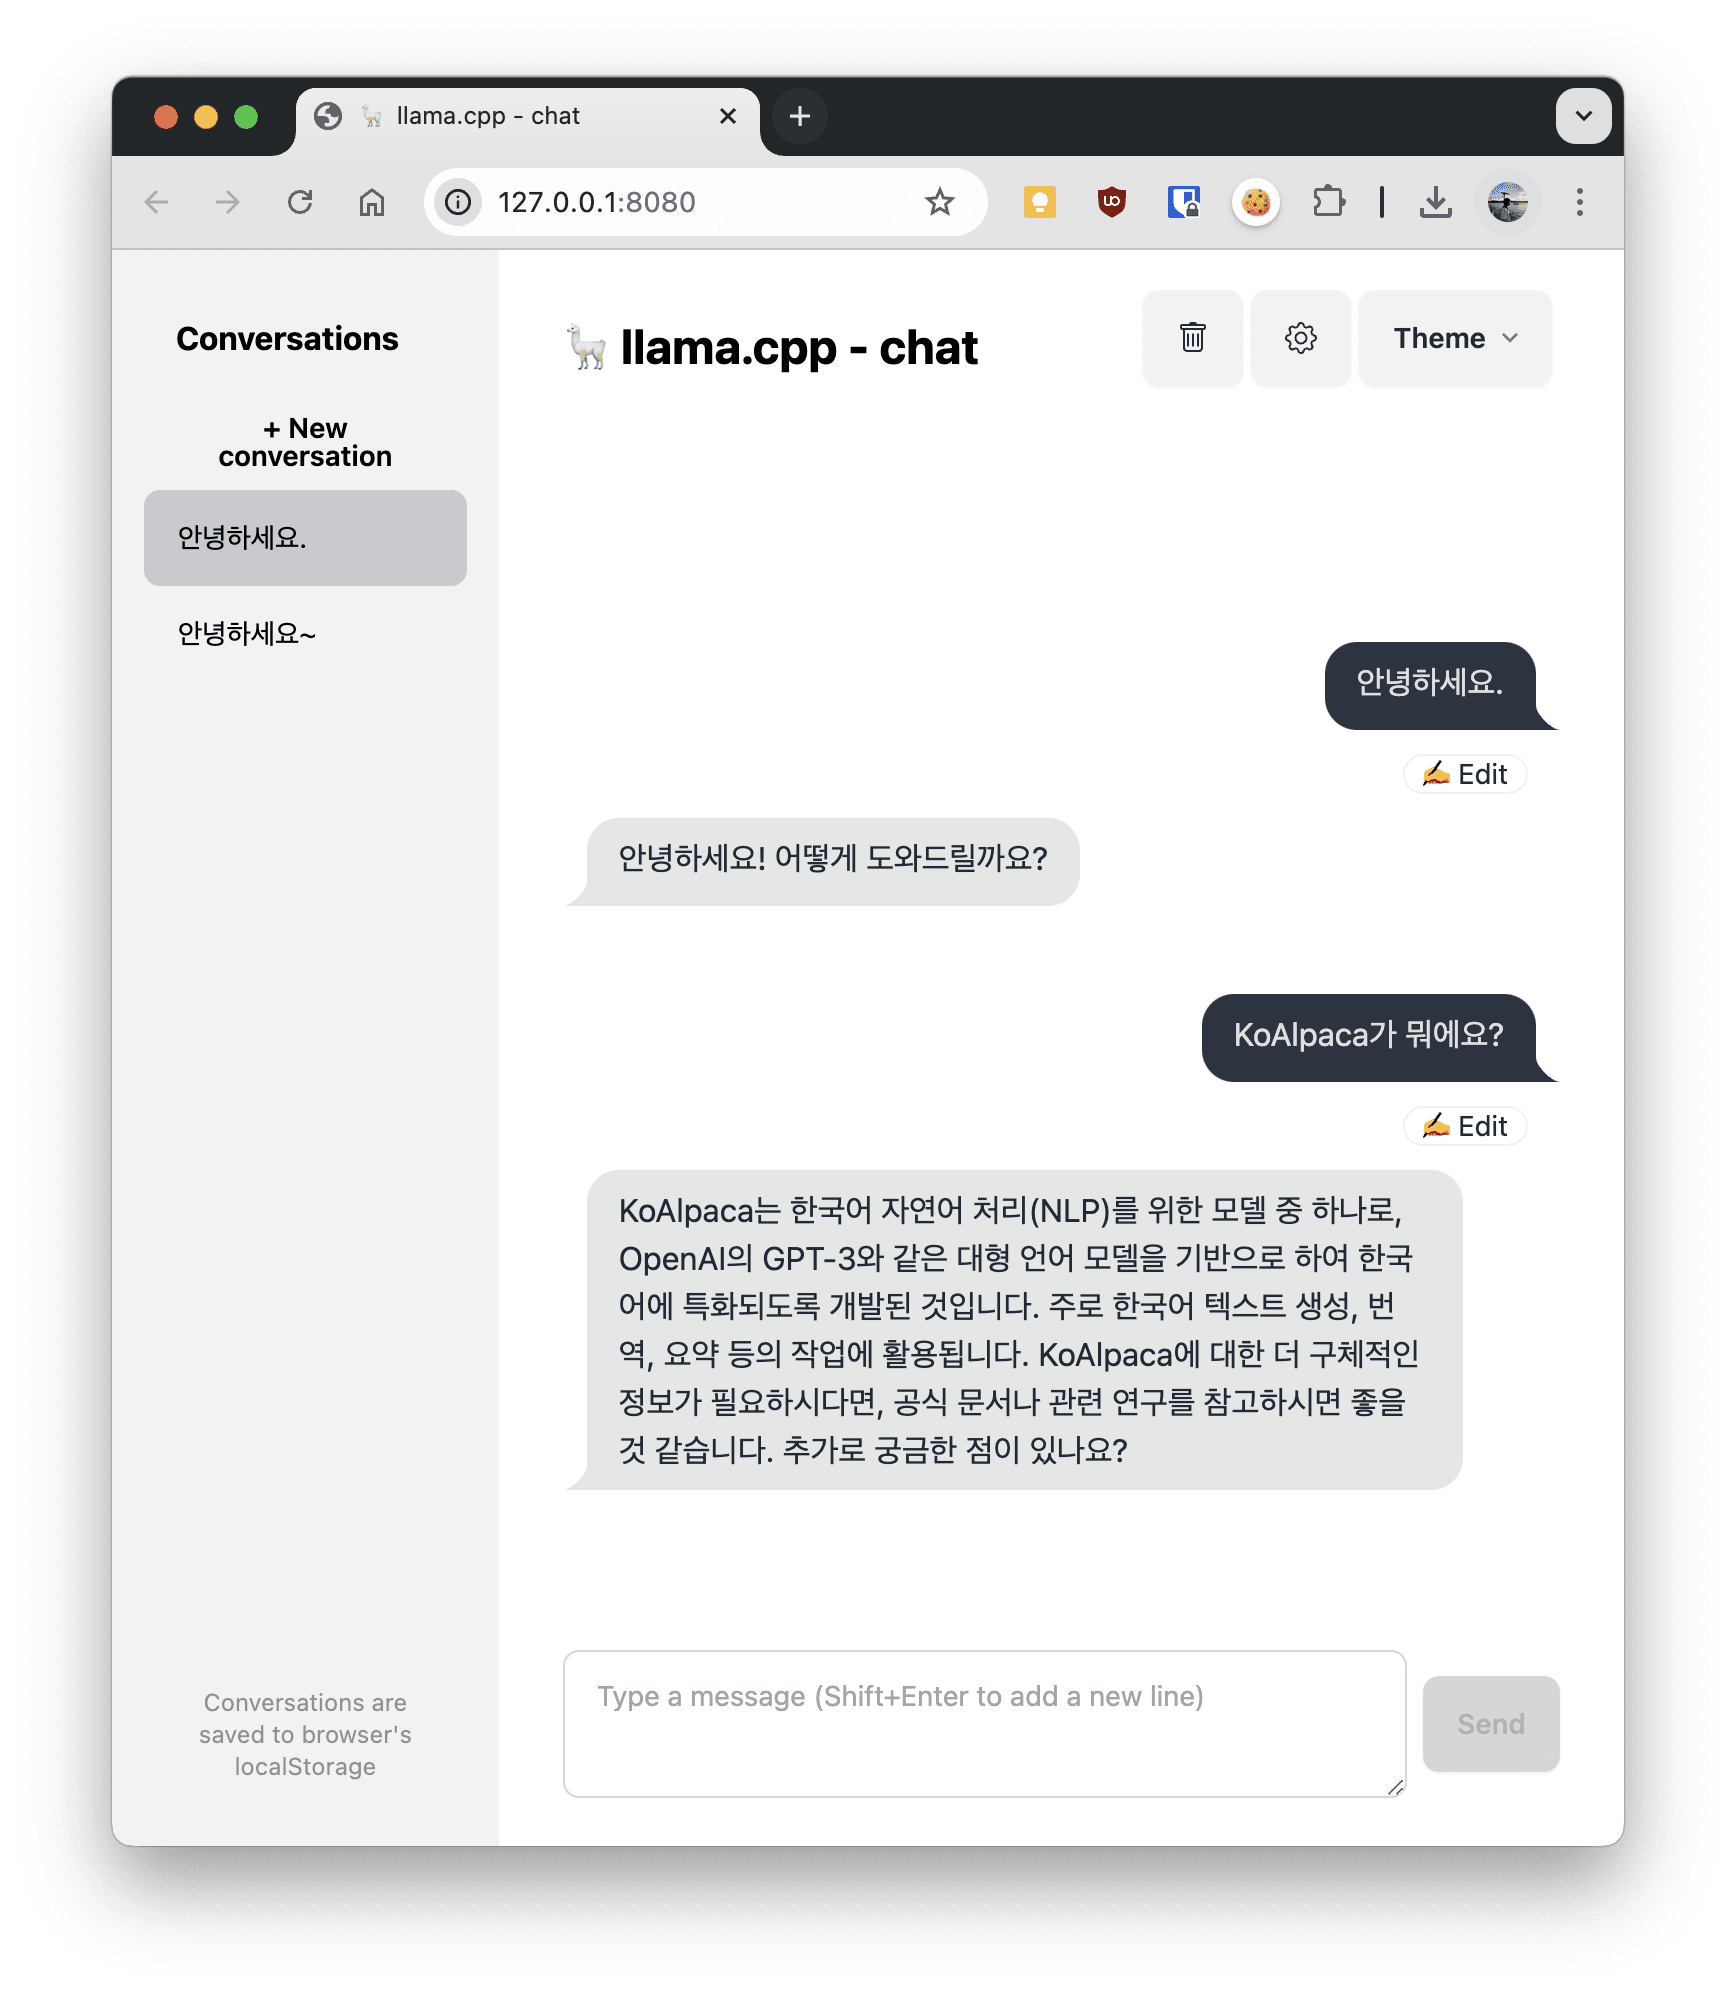 llama.cpp - chat
127.0.0.1:8080
Conversations
+ New
conversation
안녕하세요.
안녕하세요~
llama.cpp - chat
Theme
안녕하세요.
Edit
안녕하세요! 어떻게 도와드릴까요?
KoAlpaca가 뭐에요?
Edit
KoAlpaca는 한국어 자연어 처리(NLP)를 위한 모델 중 하나로,
OpenAI의 GPT-3와 같은 대형 언어 모델을 기반으로 하여 한국
어에 특화되도록 개발된 것입니다. 주로 한국어 텍스트 생성, 번
역, 요약 등의 작업에 활용됩니다. KoAlpaca에 대한 더 구체적인
정보가 필요하시다면, 공식 문서나 관련 연구를 참고하시면 좋을
것 같습니다. 추가로 궁금한 점이 있나요?
Type a message (Shift+Enter to add a new line)
Send
Conversations are
saved to browser's
localStorage